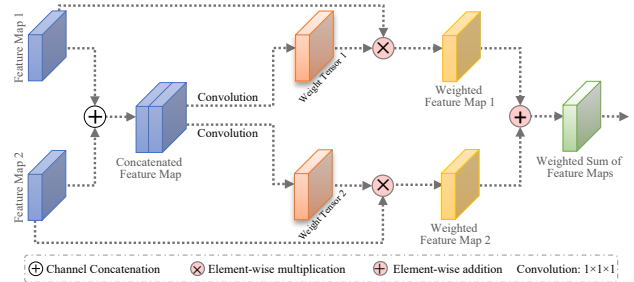 Feature Map 1
Convolution
Weight Tensor 1
Weighted
Feature Map 1
Concatenated
Feature Map
Convolution
Weighted Sum of
Feature Maps
Feature Map 2
Weight Tensor 2
Weighted
Feature Map 2
Channel Concatenation
Element-wise multiplication
Element-wise addition
Convolution: 1×1×1